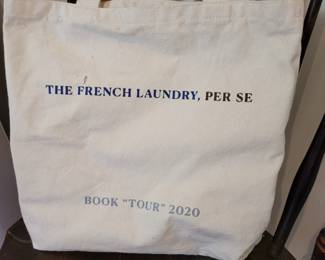 THE FRENCH LAUNDRY, PER SE
BOOK "TOUR" 2020